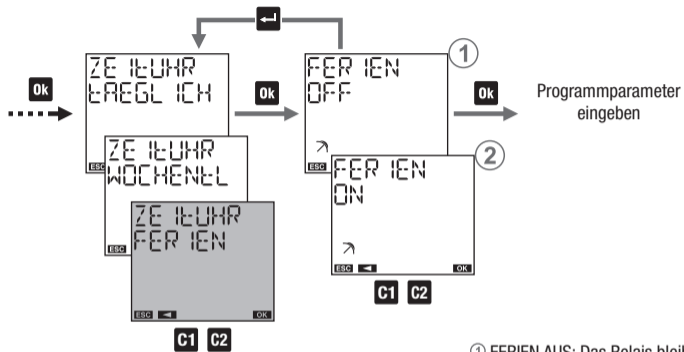 Ok
ZEITUHR
TAEGLICH
ESC
ZEITUHR
WOCHENTL
ESC
ZEITUHR
FERIEN
ESC
OK
C1 C2
Ok
FERIEN
OFF
ESC
①
FERIEN
ON
ESC
OK
②
C1 C2
Ok
Programmparameter
eingeben
① FERIEN AUS: Das Relais blei